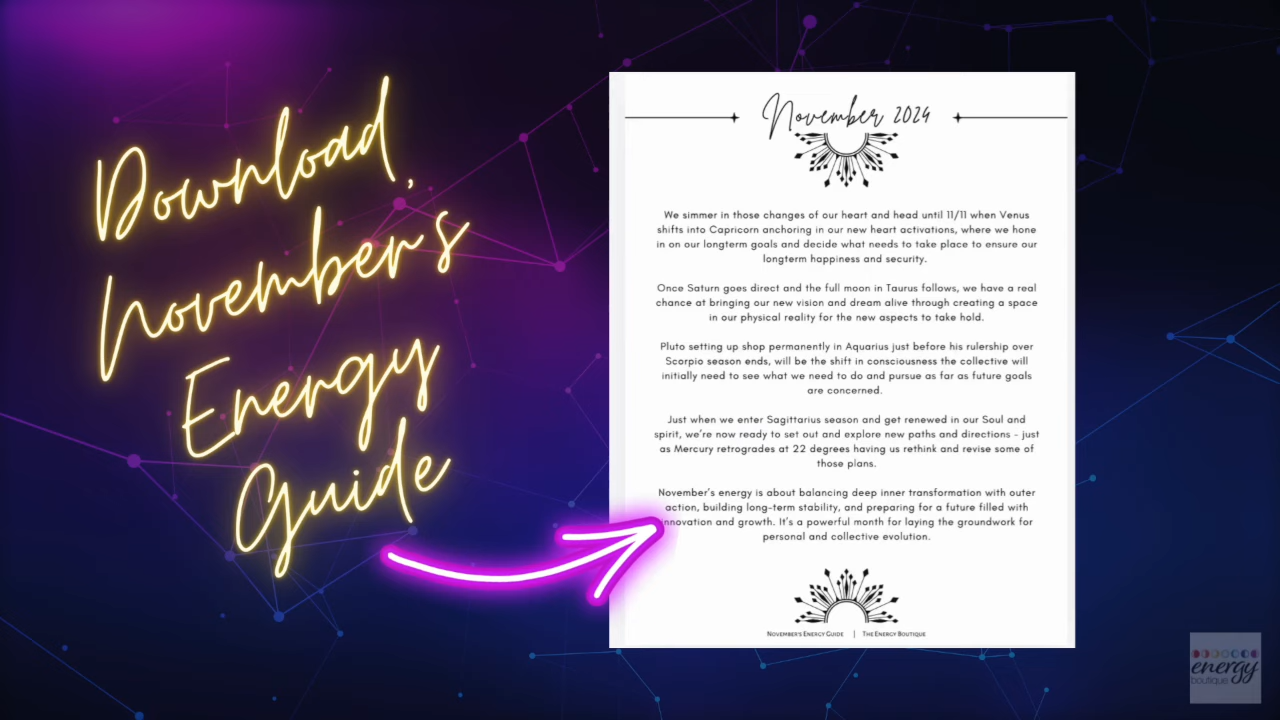 Download
November's
Energy
Guide
November 2024
We simmer in those changes of our heart and head until 11/11 when Venus
shifts into Capricorn anchoring in our new heart activations, where we hone
in on our longterm goals and decide what needs to take place to ensure our
longterm happiness and security.
Once Saturn goes direct and the full moon in Taurus follows, we have a real
chance at bringing our new vision and dream alive through creating a space
in our physical reality for the new aspects to take hold.
Pluto setting up shop permanently in Aquarius just before his rulership over
Scorpio season ends, will be the shift in consciousness the collective will
initially need to see what we need to do and pursue as far as future goals
are concerned.
Just when we enter Sagittarius season and get renewed in our Soul and
spirit, we're now ready to set out and explore new paths and directions - just
as Mercury retrogrades at 22 degrees having us rethink and revise some of
those plans.
November's energy is about balancing deep inner transformation with outer
action, building long-term stability, and preparing for a future filled with
innovation and growth. It's a powerful month for laying the groundwork for
personal and collective evolution.
November's Energy Guide | The Energy Boutique
energy
boutique